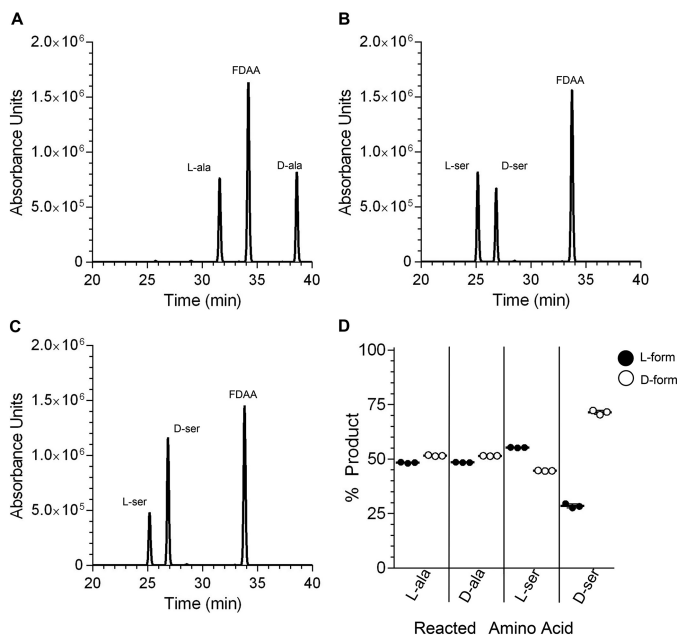 A
2.0×10⁶
1.5×10⁶
1.0×10⁶
5.0×10⁵
0
Absorbance Units
L-ala
FDAA
D-ala
20 25 30 35 40
Time (min)
B
2.0×10⁶
1.5×10⁶
1.0×10⁶
5.0×10⁵
0
Absorbance Units
L-ser
D-ser
FDAA
20 25 30 35 40
Time (min)
C
2.0×10⁶
1.5×10⁶
1.0×10⁶
5.0×10⁵
0
Absorbance Units
L-ser
D-ser
FDAA
20 25 30 35 40
Time (min)
D
100
75
50
25
0
% Product
L-form
D-form
L-ala D-ala L-ser D-ser
Reacted Amino Acid